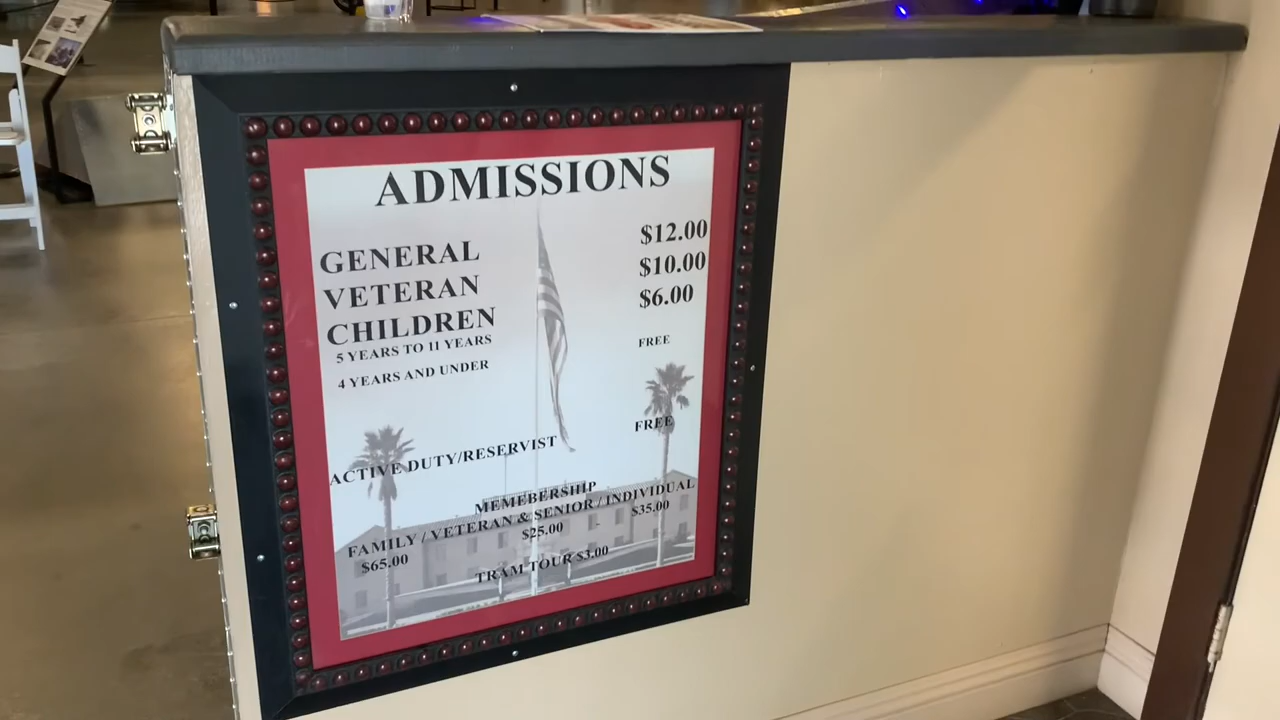 ADMISSIONS
GENERAL $12.00
VETERAN $10.00
CHILDREN $6.00
5 YEARS TO 11 YEARS
4 YEARS AND UNDER FREE
ACTIVE DUTY/RESERVIST FREE
MEMEBERSHIP
FAMILY / VETERAN & SENIOR / INDIVIDUAL
$65.00 $25.00 $35.00
TRAM TOUR $3.00